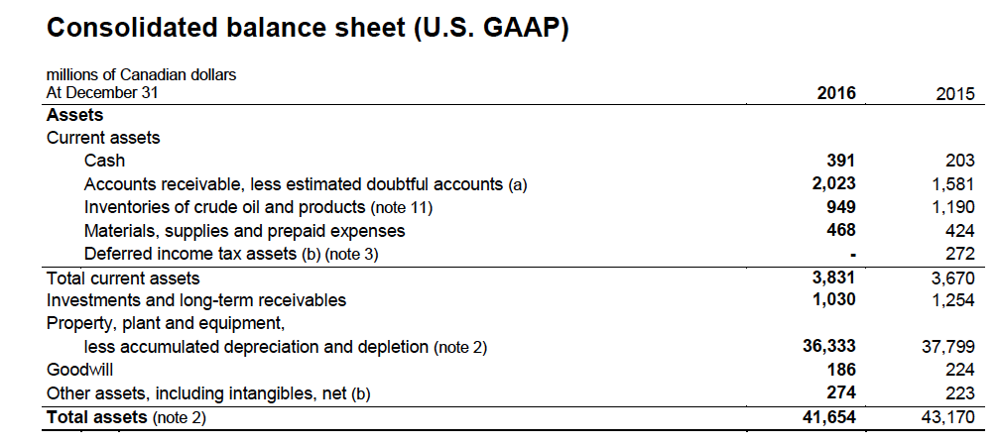 Consolidated balance sheet (U.S. GAAP)
millions of Canadian dollars
At December 31 2016 2015
Assets
Current assets
Cash 391 203
Accounts receivable, less estimated doubtful accounts (a) 2,023 1,581
Inventories of crude oil and products (note 11) 949 1,190
Materials, supplies and prepaid expenses 468 424
Deferred income tax assets (b) (note 3) - 272
Total current assets 3,831 3,670
Investments and long-term receivables 1,030 1,254
Property, plant and equipment,
less accumulated depreciation and depletion (note 2) 36,333 37,799
Goodwill 186 224
Other assets, including intangibles, net (b) 274 223
Total assets (note 2) 41,654 43,170